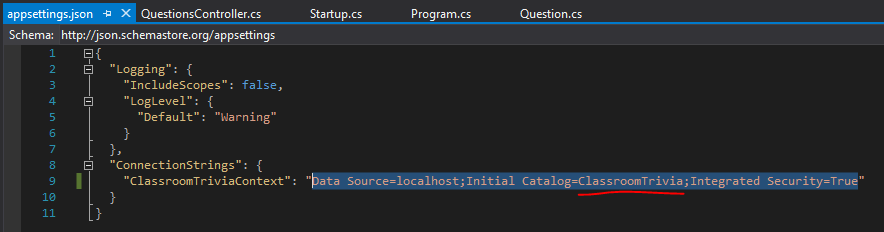 appsettings.json QuestionsController.cs Startup.cs Program.cs Question.cs
Schema: http://json.schemastore.org/appsettings
1 {
2 "Logging": {
3 "IncludeScopes": false,
4 "LogLevel": {
5 "Default": "Warning"
6 }
7 },
8 "ConnectionStrings": {
9 "ClassroomTriviaContext": "Data Source=localhost;Initial Catalog=ClassroomTrivia;Integrated Security=True"
10 }
11 }